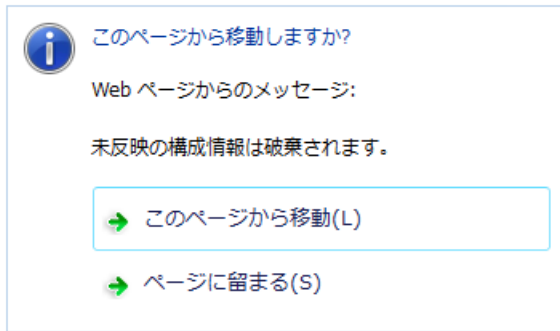 このページから移動しますか?
Web ページからのメッセージ:
未反映の構成情報は破棄されます。
このページから移動(L)
ページに留まる(S)